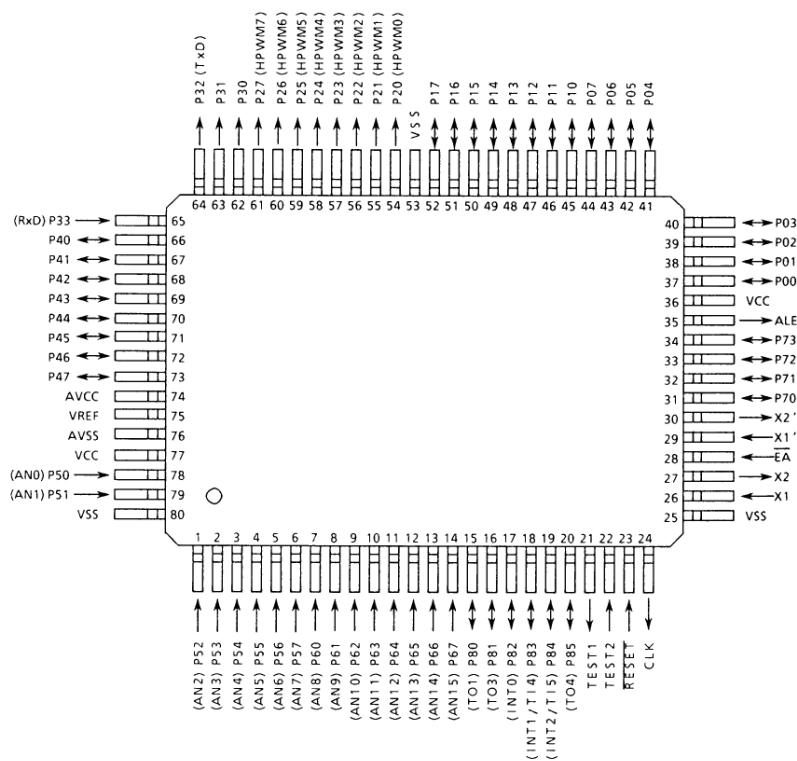 P32 (TxD)
P31
P30
P27 (HPWM7)
P26 (HPWM6)
P25 (HPWM5)
P24 (HPWM4)
P23 (HPWM3)
P22 (HPWM2)
P21 (HPWM1)
P20 (HPWM0)
VSS
P17
P16
P15
P14
P13
P12
P11
P10
P07
P06
P05
P04
64 63 62 61 60 59 58 57 56 55 54 53 52 51 50 49 48 47 46 45 44 43 42 41
(RxD) P33 65
P40 66
P41 67
P42 68
P43 69
P44 70
P45 71
P46 72
P47 73
AVCC 74
VREF 75
AVSS 76
VCC 77
(AN0) P50 78
(AN1) P51 79
VSS 80
40 P03
39 P02
38 P01
37 P00
36 VCC
35 ALE
34 P73
33 P72
32 P71
31 P70
30 X2'
29 X1'
28 EA
27 X2
26 X1
25 VSS
1 2 3 4 5 6 7 8 9 10 11 12 13 14 15 16 17 18 19 20 21 22 23 24
(AN2) P52
(AN3) P53
(AN4) P54
(AN5) P55
(AN6) P56
(AN7) P57
(AN8) P60
(AN9) P61
(AN10) P62
(AN11) P63
(AN12) P64
(AN13) P65
(AN14) P66
(AN15) P67
(TO1) P80
(TO3) P81
(INT0) P82
(INT1/TI4) P83
(INT2/TI5) P84
(TO4) P85
TEST1
TEST2
RESET
CLK